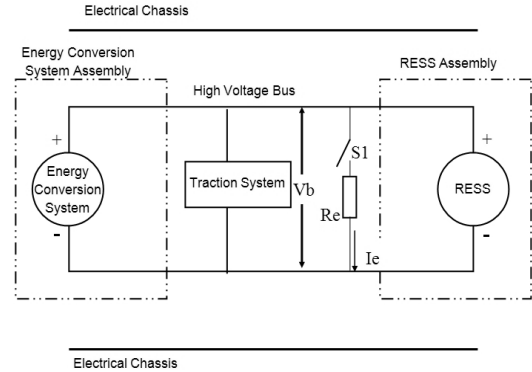 Electrical Chassis
Energy Conversion
System Assembly
RESS Assembly
High Voltage Bus
+
+
S1
Energy
Conversion
System
Traction System
Vb
RESS
Re
-
-
Ie
Electrical Chassis